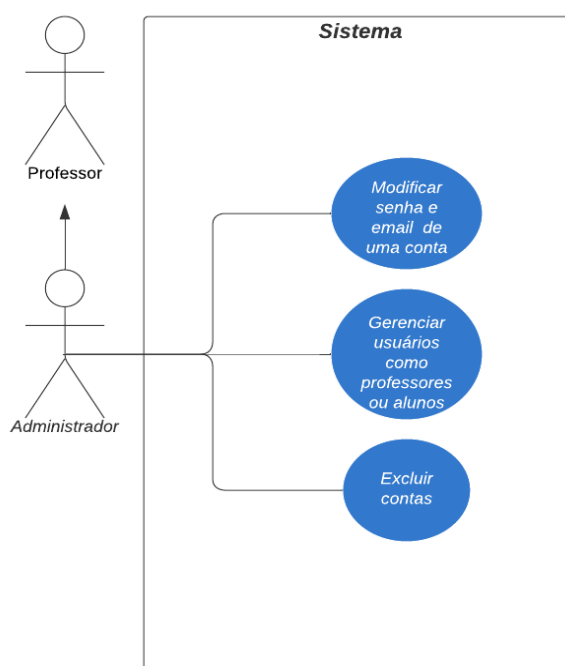 Sistema
Professor
Modificar
senha e
email de
uma conta
Gerenciar
usuários
como
professores
ou alunos
Administrador
Excluir
contas